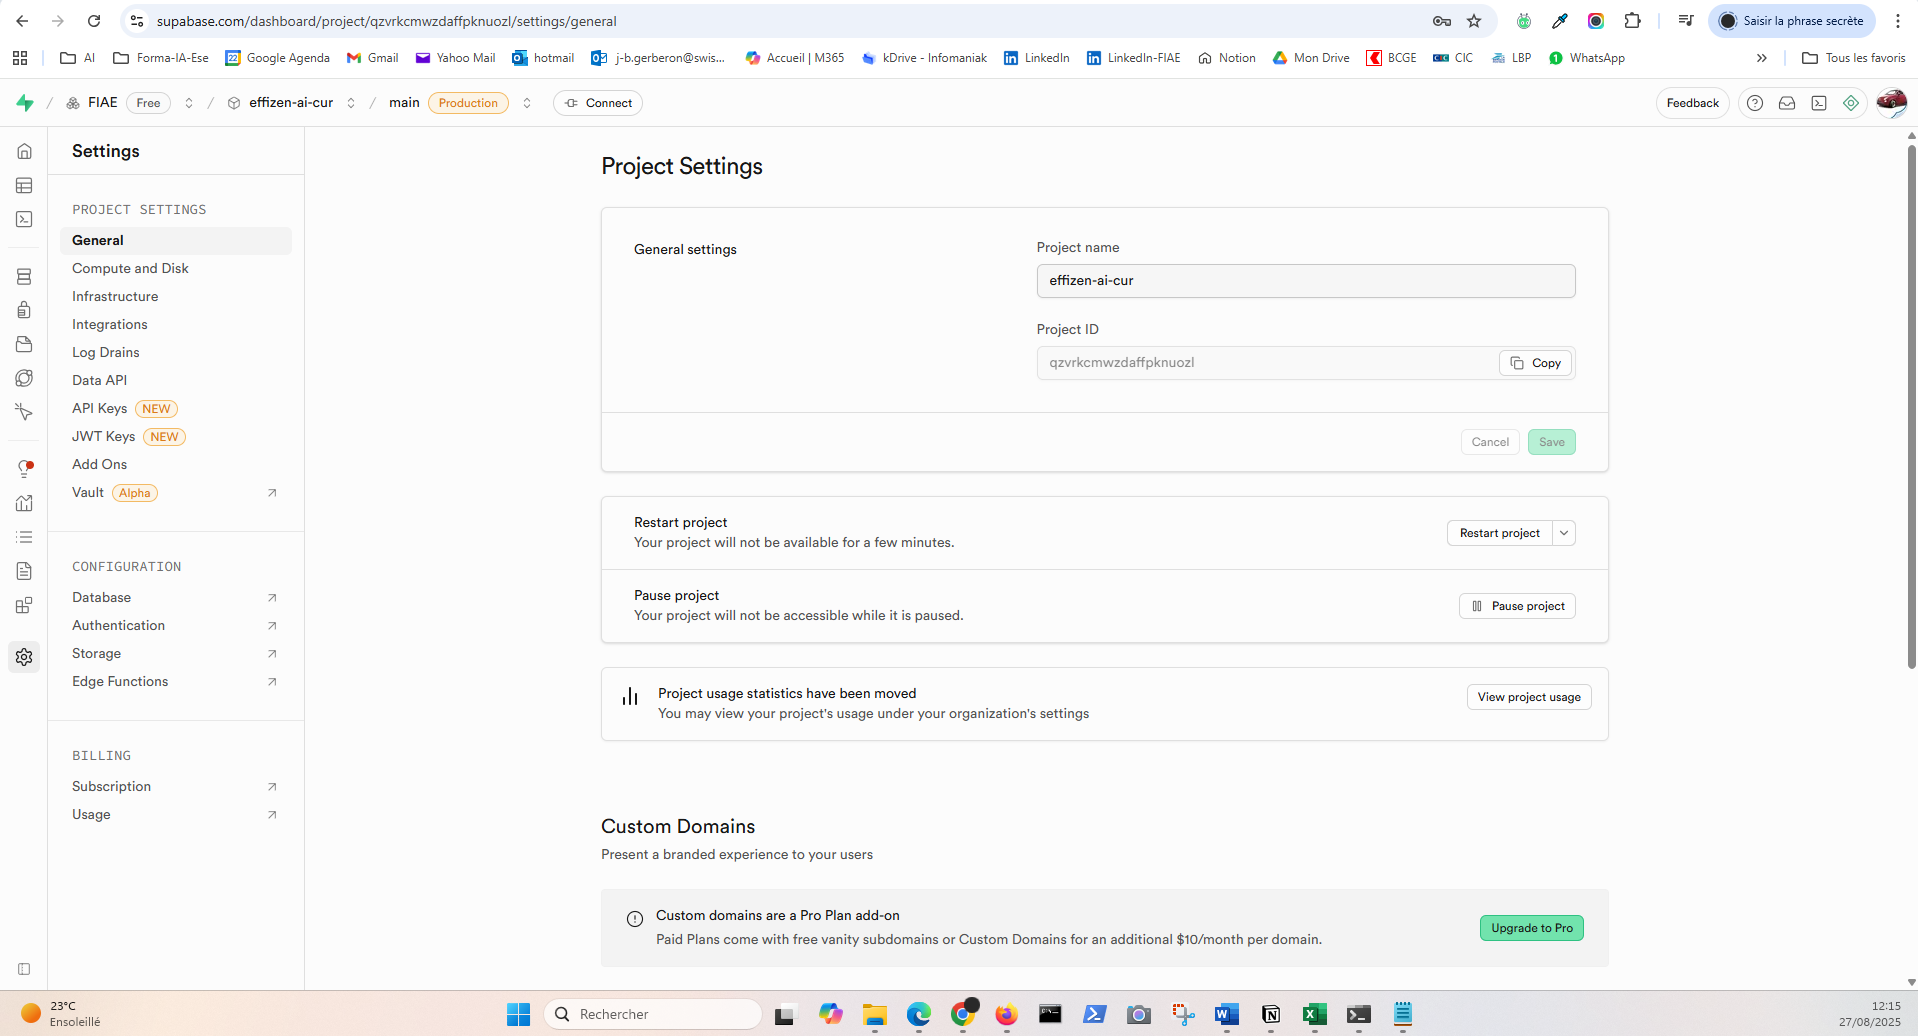 supabase.com/dashboard/project/qzvrkcmwzdaffpknuozl/settings/general
Saisir la phrase secrète
AI
Forma-IA-Ese
Google Agenda
Gmail
Yahoo Mail
hotmail
j-b.gerberon@swis...
Accueil | M365
kDrive - Infomaniak
LinkedIn
LinkedIn-FIAE
Notion
Mon Drive
BCGE
CIC
LBP
WhatsApp
Tous les favoris
FIAE
Free
effizen-ai-cur
main
Production
Connect
Feedback
Settings
PROJECT SETTINGS
General
Compute and Disk
Infrastructure
Integrations
Log Drains
Data API
API Keys NEW
JWT Keys NEW
Add Ons
Vault Alpha
CONFIGURATION
Database
Authentication
Storage
Edge Functions
BILLING
Subscription
Usage
Project Settings
General settings
Project name
effizen-ai-cur
Project ID
qzvrkcmwzdaffpknuozl
Copy
Cancel
Save
Restart project
Your project will not be available for a few minutes.
Restart project
Pause project
Your project will not be accessible while it is paused.
Pause project
Project usage statistics have been moved
You may view your project's usage under your organization's settings
View project usage
Custom Domains
Present a branded experience to your users
Custom domains are a Pro Plan add-on
Paid Plans come with free vanity subdomains or Custom Domains for an additional $10/month per domain.
Upgrade to Pro
23°C
Ensoleillé
Rechercher
12:15
27/08/2025